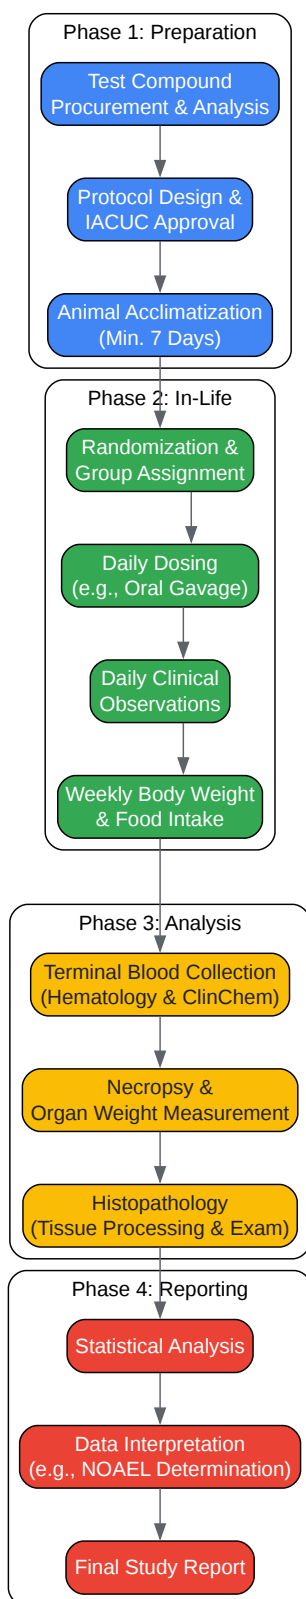 Phase 1: Preparation
Test Compound
Procurement & Analysis
Protocol Design &
IACUC Approval
Animal Acclimatization
(Min. 7 Days)
Phase 2: In-Life
Randomization &
Group Assignment
Daily Dosing
(e.g., Oral Gavage)
Daily Clinical
Observations
Weekly Body Weight
& Food Intake
Phase 3: Analysis
Terminal Blood Collection
(Hematology & ClinChem)
Necropsy &
Organ Weight Measurement
Histopathology
(Tissue Processing & Exam)
Phase 4: Reporting
Statistical Analysis
Data Interpretation
(e.g., NOAEL Determination)
Final Study Report